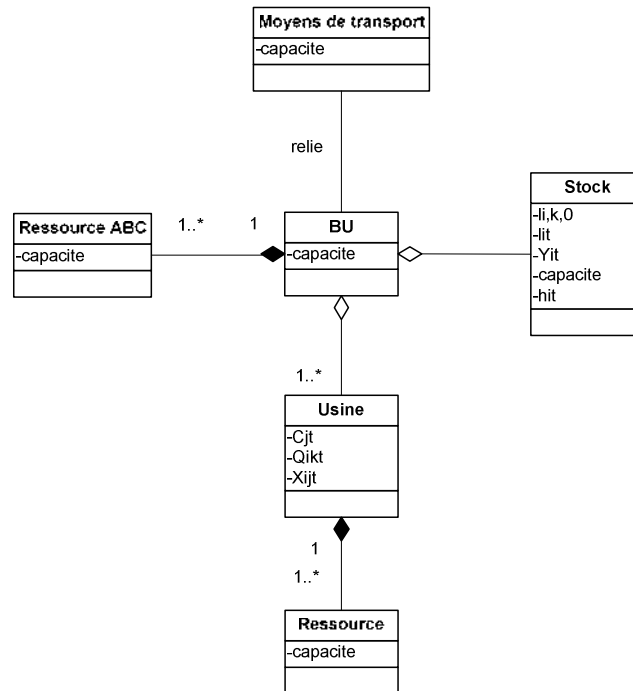 Moyens de transport
-capacite
relie
Stock
-Ii,k,0
-Iit
-Yit
-capacite
-hit
Ressource ABC
-capacite
1..*
1
BU
-capacite
1..*
Usine
-Cjt
-Qikt
-Xijt
1
1..*
Ressource
-capacite